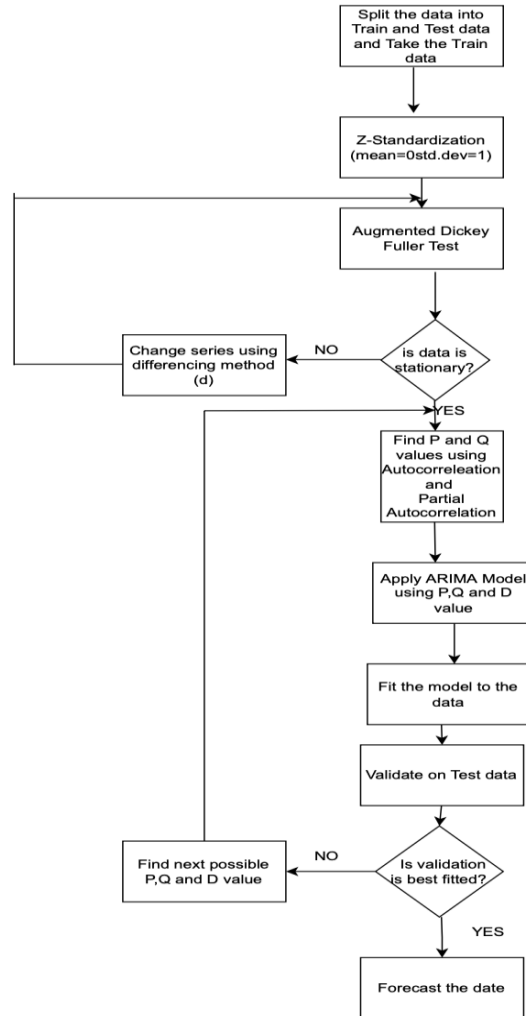 Split the data into
Train and Test data
and Take the Train
data
Z-Standardization
(mean=0std.dev=1)
Augmented Dickey
Fuller Test
is data is
stationary?
NO
Change series using
differencing method
(d)
YES
Find P and Q
values using
Autocorreleation
and
Partial
Autocorrelation
Apply ARIMA Model
using P,Q and D
value
Fit the model to the
data
Validate on Test data
Is validation
is best fitted?
NO
Find next possible
P,Q and D value
YES
Forecast the date